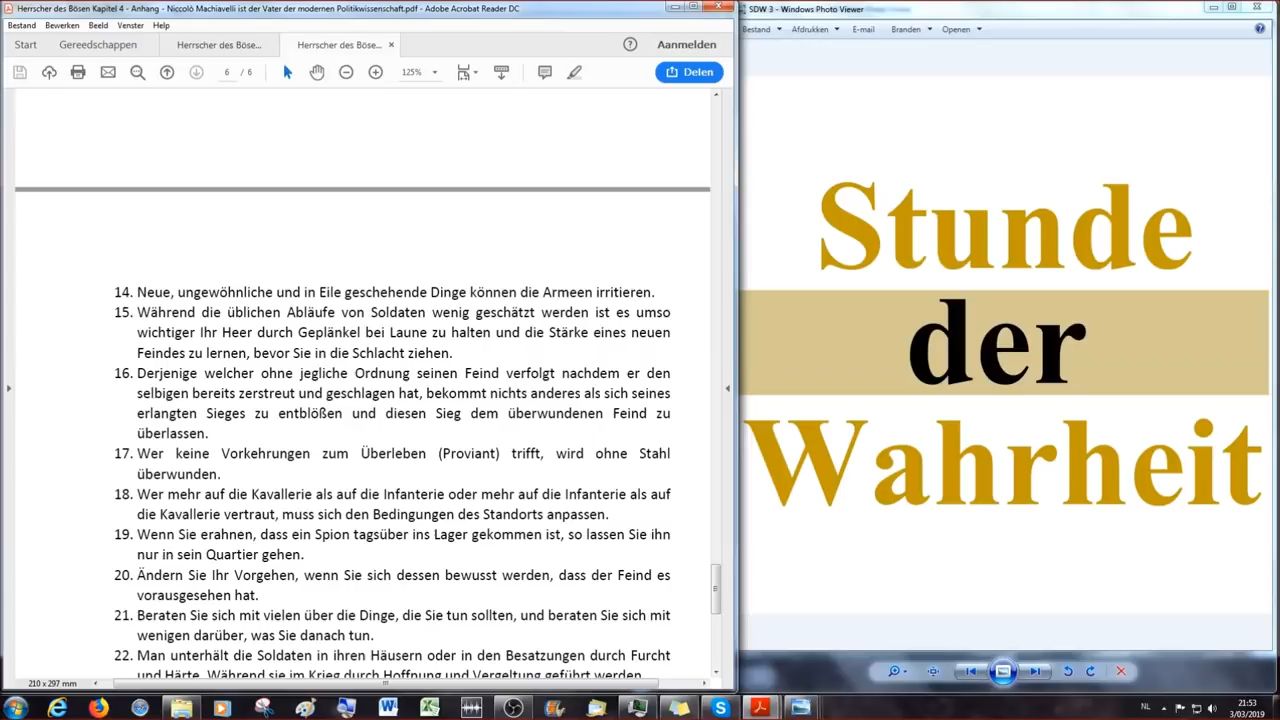 Herrscher des Bösen Kapitel 4 - Anhang - Niccolò Machiavelli ist der Vater der modernen Politikwissenschaft.pdf - Adobe Acrobat Reader DC
Bestand Bewerken Beeld Venster Help
Start Gereedschappen Herrscher des Böse... Herrscher des Böse... × Anmelden
6 / 6 125% Delen
14. Neue, ungewöhnliche und in Eile geschehende Dinge können die Armeen irritieren.
15. Während die üblichen Abläufe von Soldaten wenig geschätzt werden ist es umso
wichtiger Ihr Heer durch Geplänkel bei Laune zu halten und die Stärke eines neuen
Feindes zu lernen, bevor Sie in die Schlacht ziehen.
16. Derjenige welcher ohne jegliche Ordnung seinen Feind verfolgt nachdem er den
selbigen bereits zerstreut und geschlagen hat, bekommt nichts anderes als sich seines
erlangten Sieges zu entblößen und diesen Sieg dem überwundenen Feind zu
überlassen.
17. Wer keine Vorkehrungen zum Überleben (Proviant) trifft, wird ohne Stahl
überwunden.
18. Wer mehr auf die Kavallerie als auf die Infanterie oder mehr auf die Infanterie als auf
die Kavallerie vertraut, muss sich den Bedingungen des Standorts anpassen.
19. Wenn Sie erahnen, dass ein Spion tagsüber ins Lager gekommen ist, so lassen Sie ihn
nur in sein Quartier gehen.
20. Ändern Sie Ihr Vorgehen, wenn Sie sich dessen bewusst werden, dass der Feind es
vorausgesehen hat.
21. Beraten Sie sich mit vielen über die Dinge, die Sie tun sollten, und beraten Sie sich mit
wenigen darüber, was Sie danach tun.
22. Man unterhält die Soldaten in ihren Häusern oder in den Besatzungen durch Furcht
und Härte. Während sie im Krieg durch Hoffnung und Vergeltung geführt werden.
210 x 297 mm
SDW 3 - Windows Photo Viewer
Bestand Afdrukken E-mail Branden Openen
Stunde
der
Wahrheit
NL 21:53
3/03/2019